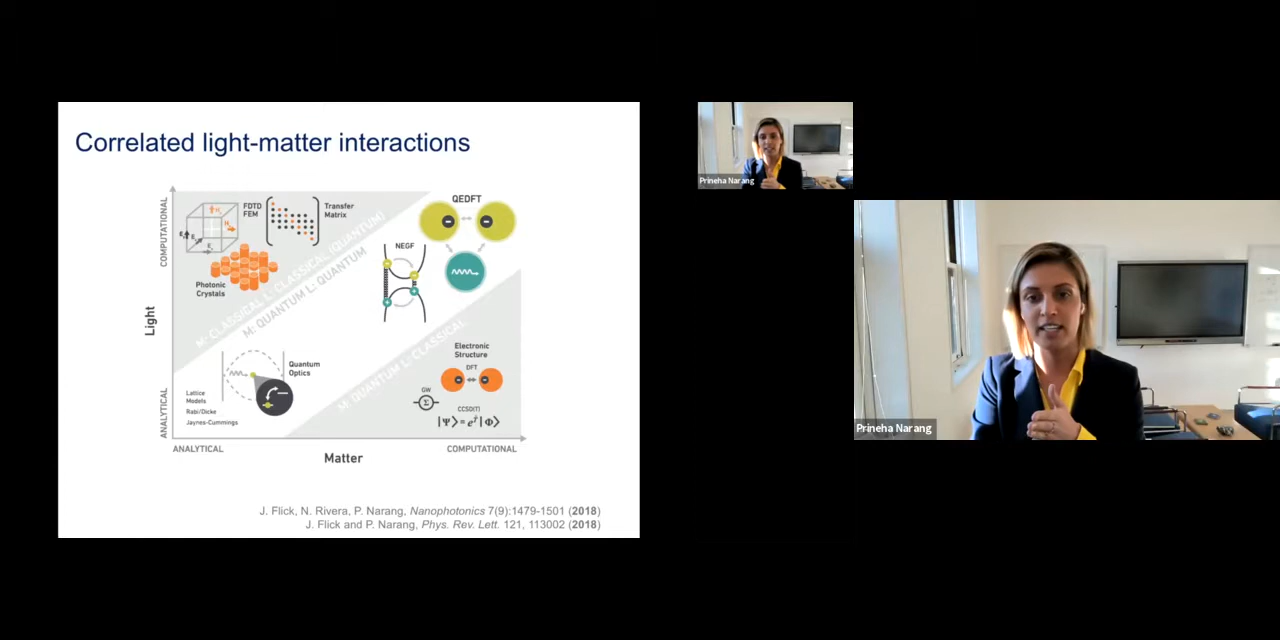 Correlated light-matter interactions
COMPUTATIONAL
Light
ANALYTICAL
FDTD
FEM
Transfer
Matrix
Photonic
Crystals
M: CLASSICAL L: CLASSICAL (QUANTUM)
M: QUANTUM L: QUANTUM
M: QUANTUM L: CLASSICAL
QEDFT
NEGF
Quantum
Optics
Lattice
Models
Rabi/Dicke
Jaynes-Cummings
Electronic
Structure
DFT
GW
Σ
CCSD(T)
|Ψ⟩=e^T̂|Φ⟩
ANALYTICAL
Matter
COMPUTATIONAL
J. Flick, N. Rivera, P. Narang, Nanophotonics 7(9):1479-1501 (2018)
J. Flick and P. Narang, Phys. Rev. Lett. 121, 113002 (2018)
Prineha Narang
Prineha Narang